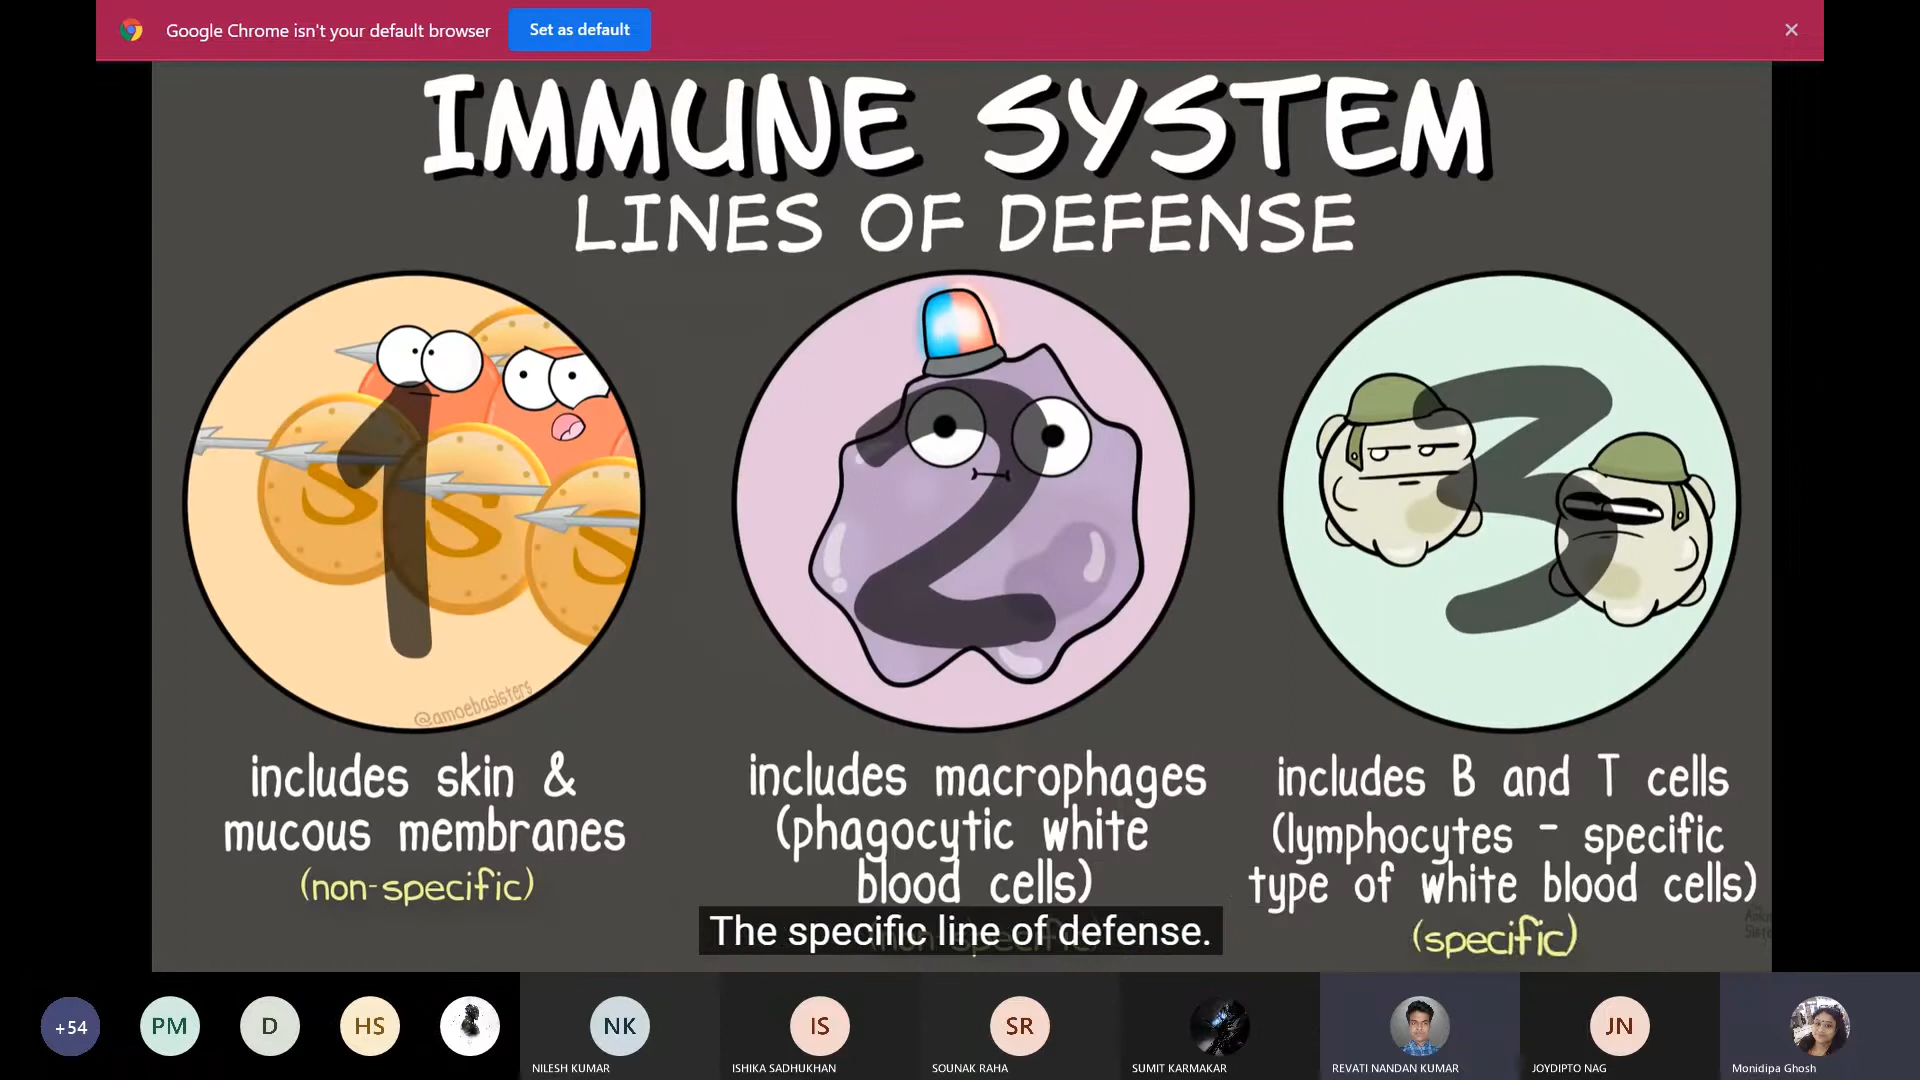 Google Chrome isn't your default browser
Set as default
IMMUNE SYSTEM
LINES OF DEFENSE
1
2
3
S
S
S
@amoebasisters
includes skin &
mucous membranes
(non-specific)
includes macrophages
(phagocytic white
blood cells)
The specific line of defense.
includes B and T cells
(lymphocytes - specific
type of white blood cells)
(specific)
+54
PM
D
HS
NK
NILESH KUMAR
IS
ISHIKA SADHUKHAN
SR
SOUNAK RAHA
SUMIT KARMAKAR
REVATI NANDAN KUMAR
JN
JOYDIPTO NAG
Monidipa Ghosh